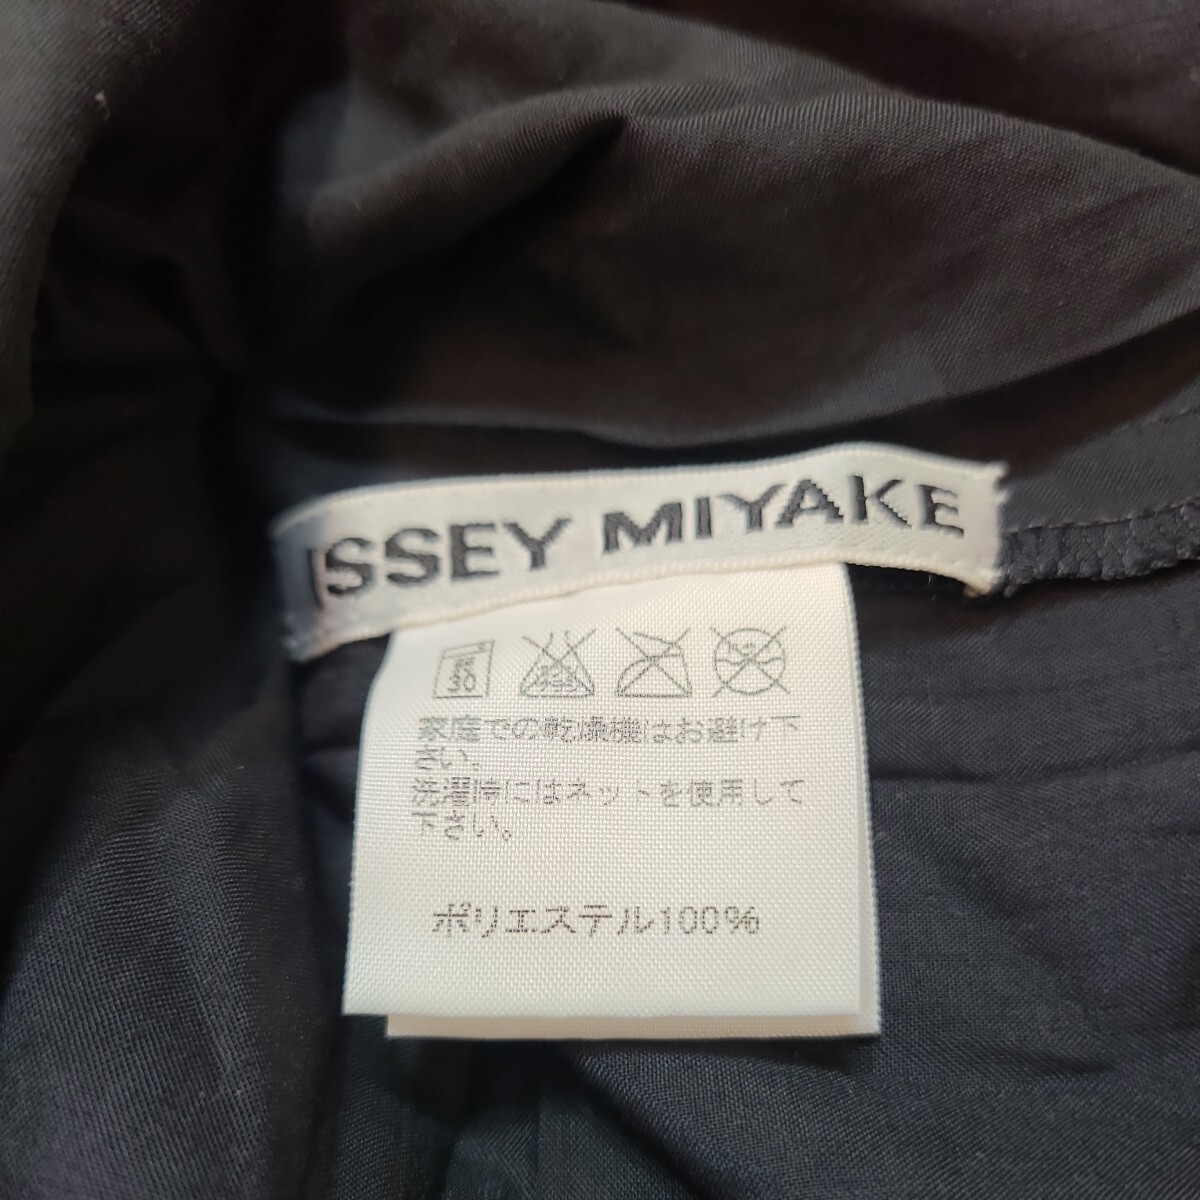 ISSEY MIYAKE
30
家庭での乾燥機はお避け下
さい。
洗濯時にはネットを使用して
下さい。
ポリエステル100%